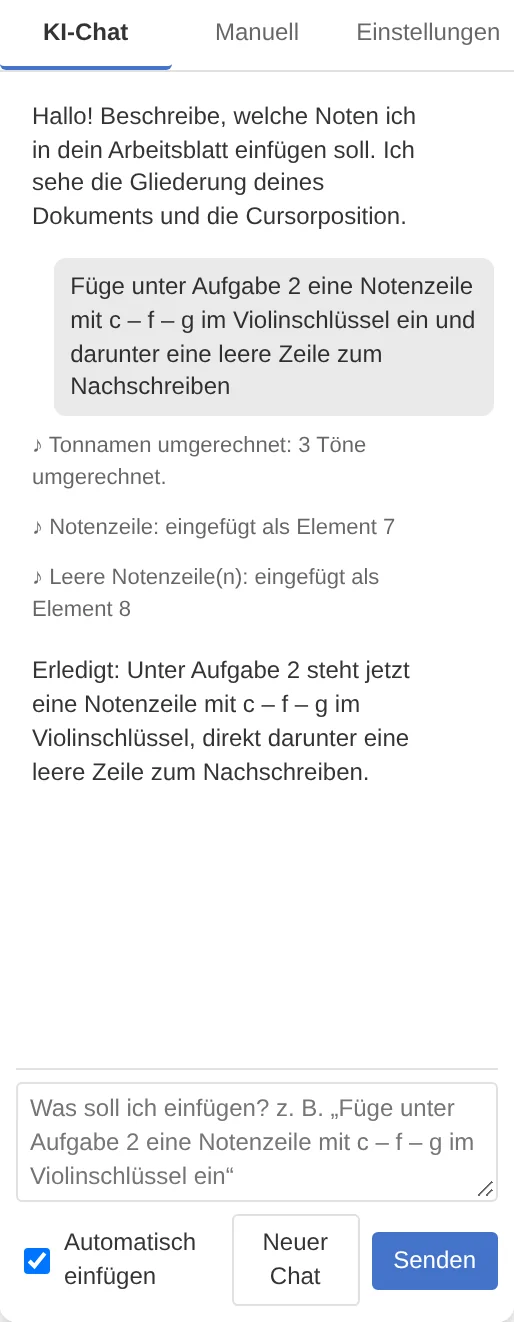 KI-Chat Manuell Einstellungen
Hallo! Beschreibe, welche Noten ich
in dein Arbeitsblatt einfügen soll. Ich
sehe die Gliederung deines
Dokuments und die Cursorposition.
Füge unter Aufgabe 2 eine Notenzeile
mit c – f – g im Violinschlüssel ein und
darunter eine leere Zeile zum
Nachschreiben
♪ Tonnamen umgerechnet: 3 Töne
umgerechnet.
♪ Notenzeile: eingefügt als Element 7
♪ Leere Notenzeile(n): eingefügt als
Element 8
Erledigt: Unter Aufgabe 2 steht jetzt
eine Notenzeile mit c – f – g im
Violinschlüssel, direkt darunter eine
leere Zeile zum Nachschreiben.
Was soll ich einfügen? z. B. „Füge unter
Aufgabe 2 eine Notenzeile mit c – f – g im
Violinschlüssel ein“
Automatisch
einfügen
Neuer
Chat
Senden